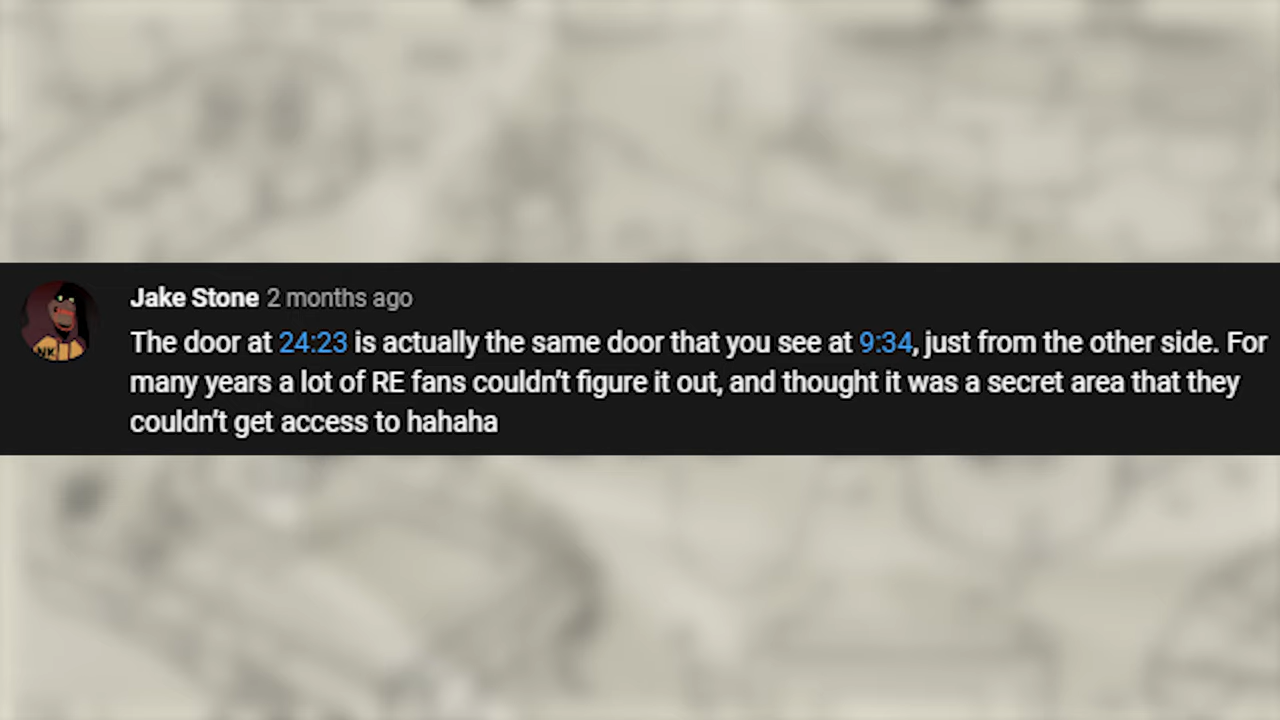 Jake Stone 2 months ago
The door at 24:23 is actually the same door that you see at 9:34, just from the other side. For
many years a lot of RE fans couldn't figure it out, and thought it was a secret area that they
couldn't get access to hahaha
NK